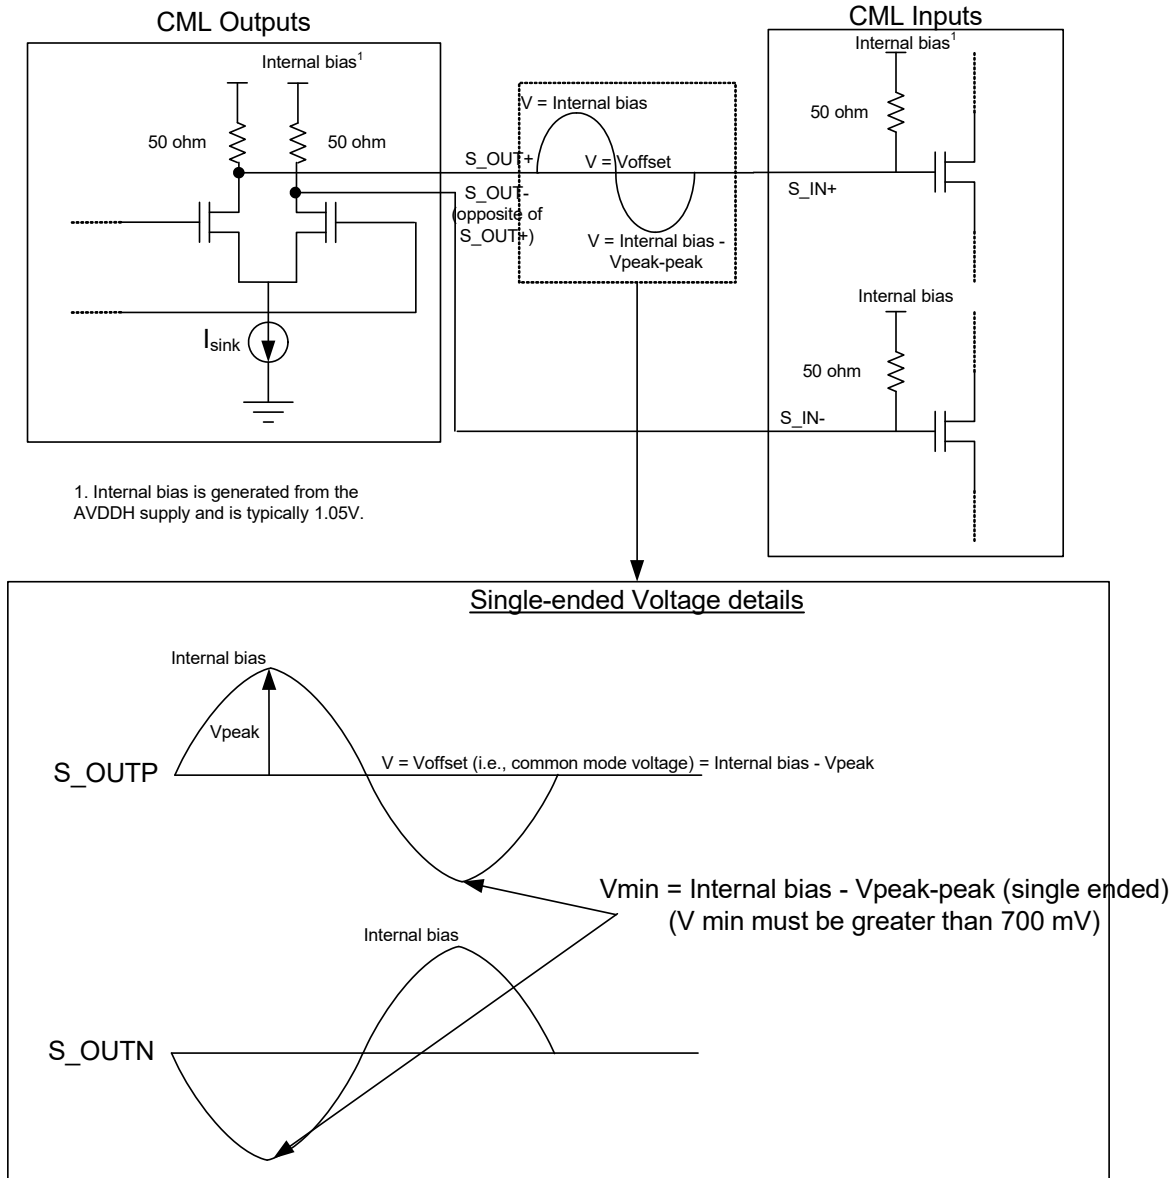 CML Outputs
CML Inputs
Internal bias1
Internal bias1
50 ohm
50 ohm
50 ohm
V = Internal bias
S_OUT+
V = Voffset
S_IN+
S_OUT-
(opposite of
S_OUT+)
V = Internal bias -
Vpeak-peak
Internal bias
Isink
50 ohm
S_IN-
1. Internal bias is generated from the
AVDDH supply and is typically 1.05V.
Single-ended Voltage details
Internal bias
Vpeak
S_OUTP
V = Voffset (i.e., common mode voltage) = Internal bias - Vpeak
Vmin = Internal bias - Vpeak-peak (single ended)
(V min must be greater than 700 mV)
Internal bias
S_OUTN